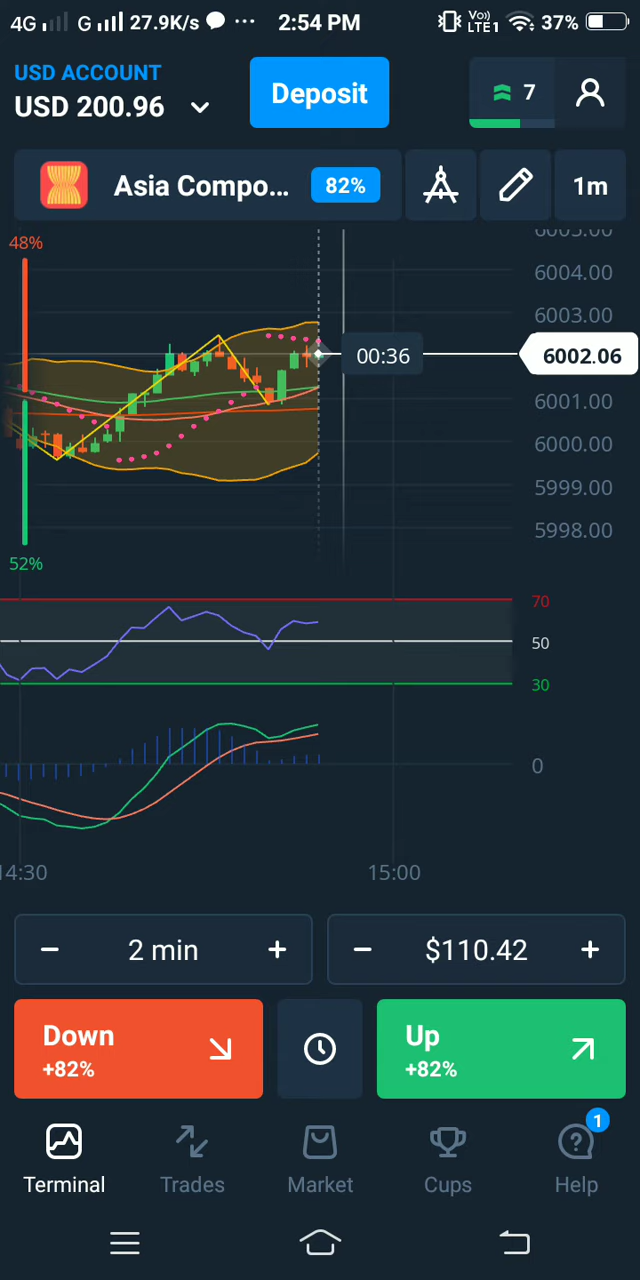 4G G 27.9K/s ... 2:54 PM Vo) LTE1 37%
USD ACCOUNT
USD 200.96
Deposit
7
Asia Compo... 82% 1m
48%
6005.00
6004.00
6003.00
00:36 6002.06
6001.00
6000.00
5999.00
5998.00
52%
70
50
30
0
14:30 15:00
− 2 min + − $110.42 +
Down
+82%
Up
+82%
1
Terminal Trades Market Cups Help